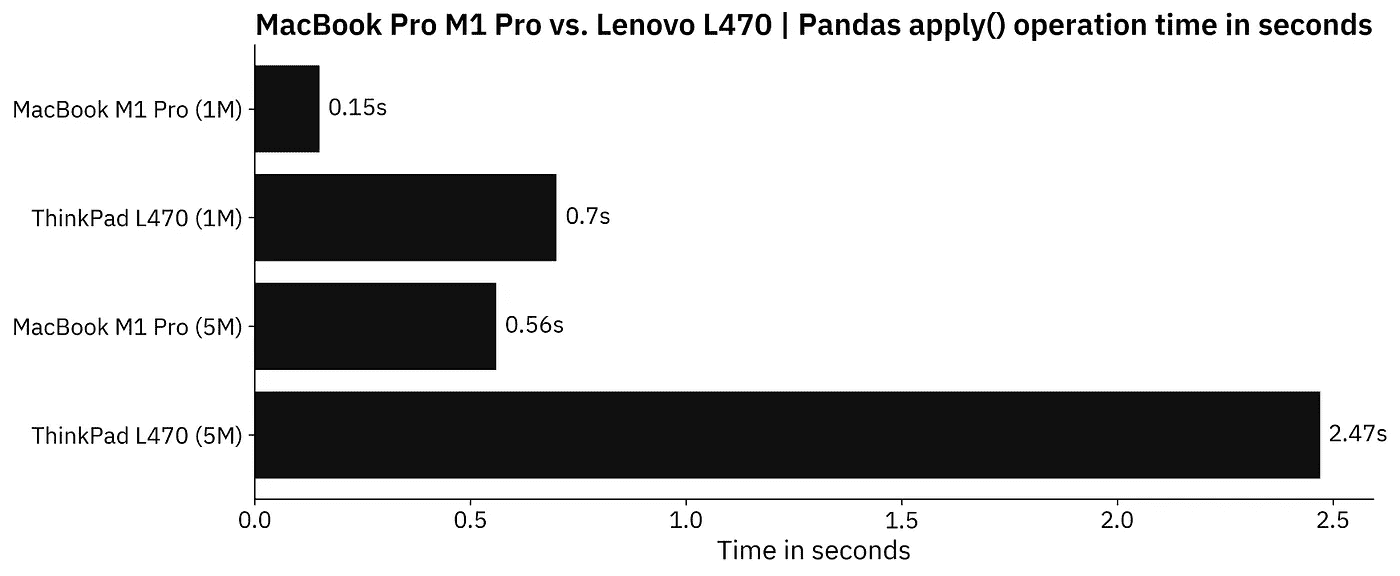 MacBook Pro M1 Pro vs. Lenovo L470 | Pandas apply() operation time in seconds
MacBook M1 Pro (1M)
0.15s
ThinkPad L470 (1M)
0.7s
MacBook M1 Pro (5M)
0.56s
ThinkPad L470 (5M)
2.47s
0.0 0.5 1.0 1.5 2.0 2.5
Time in seconds